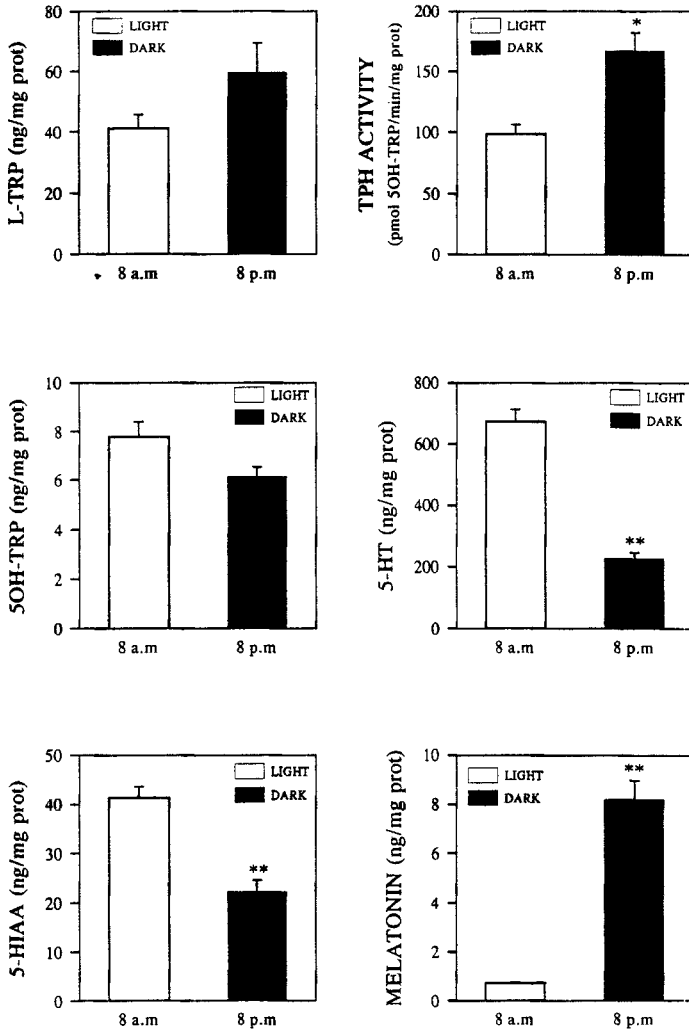 L-TRP (ng/mg prot)
80
60
40
20
0
LIGHT
DARK
8 a.m
8 p.m
TPH ACTIVITY
(pmol 5OH-TRP/min/mg prot)
200
150
100
50
0
LIGHT
DARK
*
8 a.m
8 p.m
5OH-TRP (ng/mg prot)
10
8
6
4
2
0
LIGHT
DARK
8 a.m
8 p.m
5-HT (ng/mg prot)
800
600
400
200
0
LIGHT
DARK
**
8 a.m
8 p.m
5-HIAA (ng/mg prot)
50
40
30
20
10
0
LIGHT
DARK
**
8 a.m
8 p.m
MELATONIN (ng/mg prot)
10
8
6
4
2
0
LIGHT
DARK
**
8 a.m
8 p.m